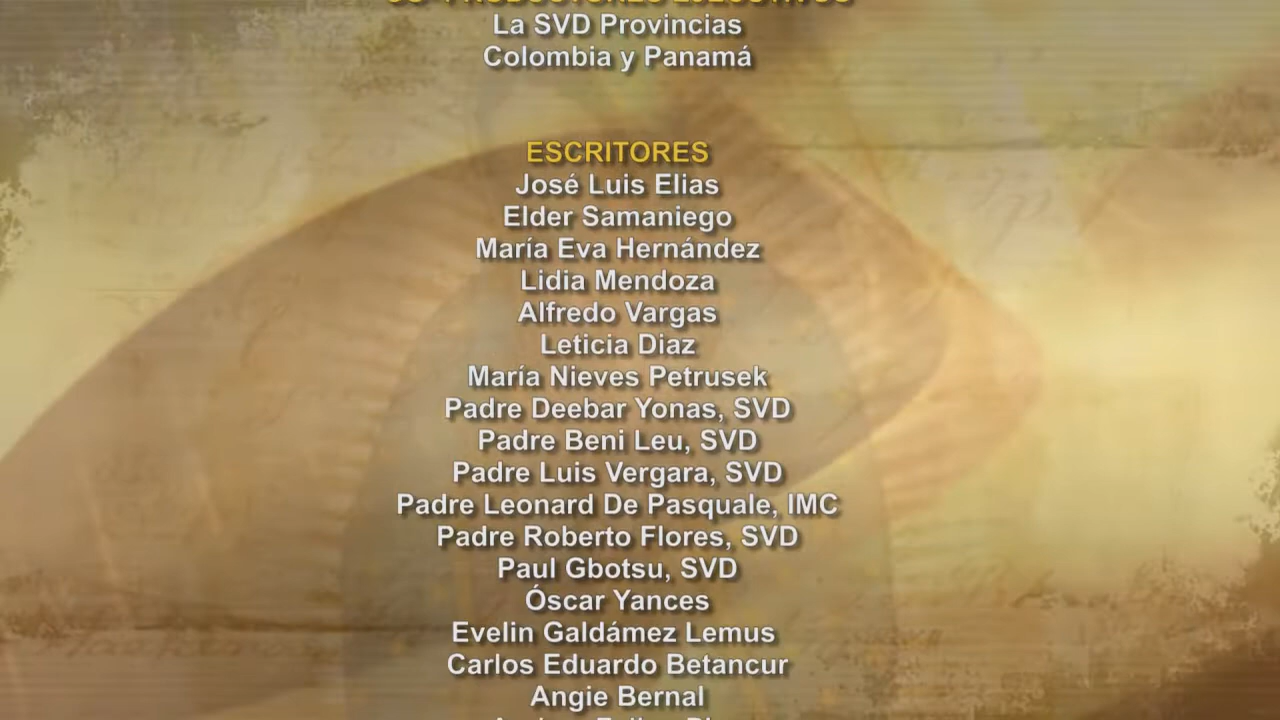 CO- PRODUCTORES EJECUTIVOS
La SVD Provincias
Colombia y Panamá
ESCRITORES
José Luis Elias
Elder Samaniego
María Eva Hernández
Lidia Mendoza
Alfredo Vargas
Leticia Diaz
María Nieves Petrusek
Padre Deebar Yonas, SVD
Padre Beni Leu, SVD
Padre Luis Vergara, SVD
Padre Leonard De Pasquale, IMC
Padre Roberto Flores, SVD
Paul Gbotsu, SVD
Óscar Yances
Evelin Galdámez Lemus
Carlos Eduardo Betancur
Angie Bernal